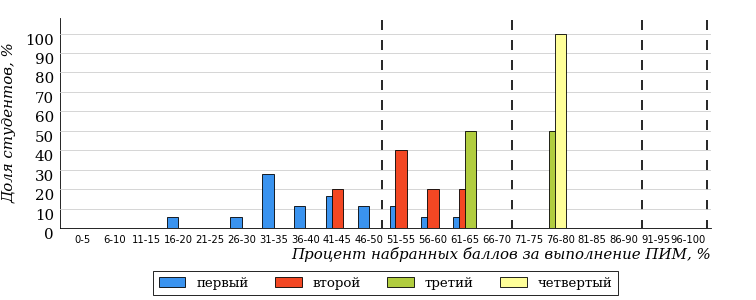 Доля студентов, %
100
90
80
70
60
50
40
30
20
10
0
0-5 6-10 11-15 16-20 21-25 26-30 31-35 36-40 41-45 46-50 51-55 56-60 61-65 66-70 71-75 76-80 81-85 86-90 91-95 96-100
Процент набранных баллов за выполнение ПИМ, %
первый второй третий четвертый